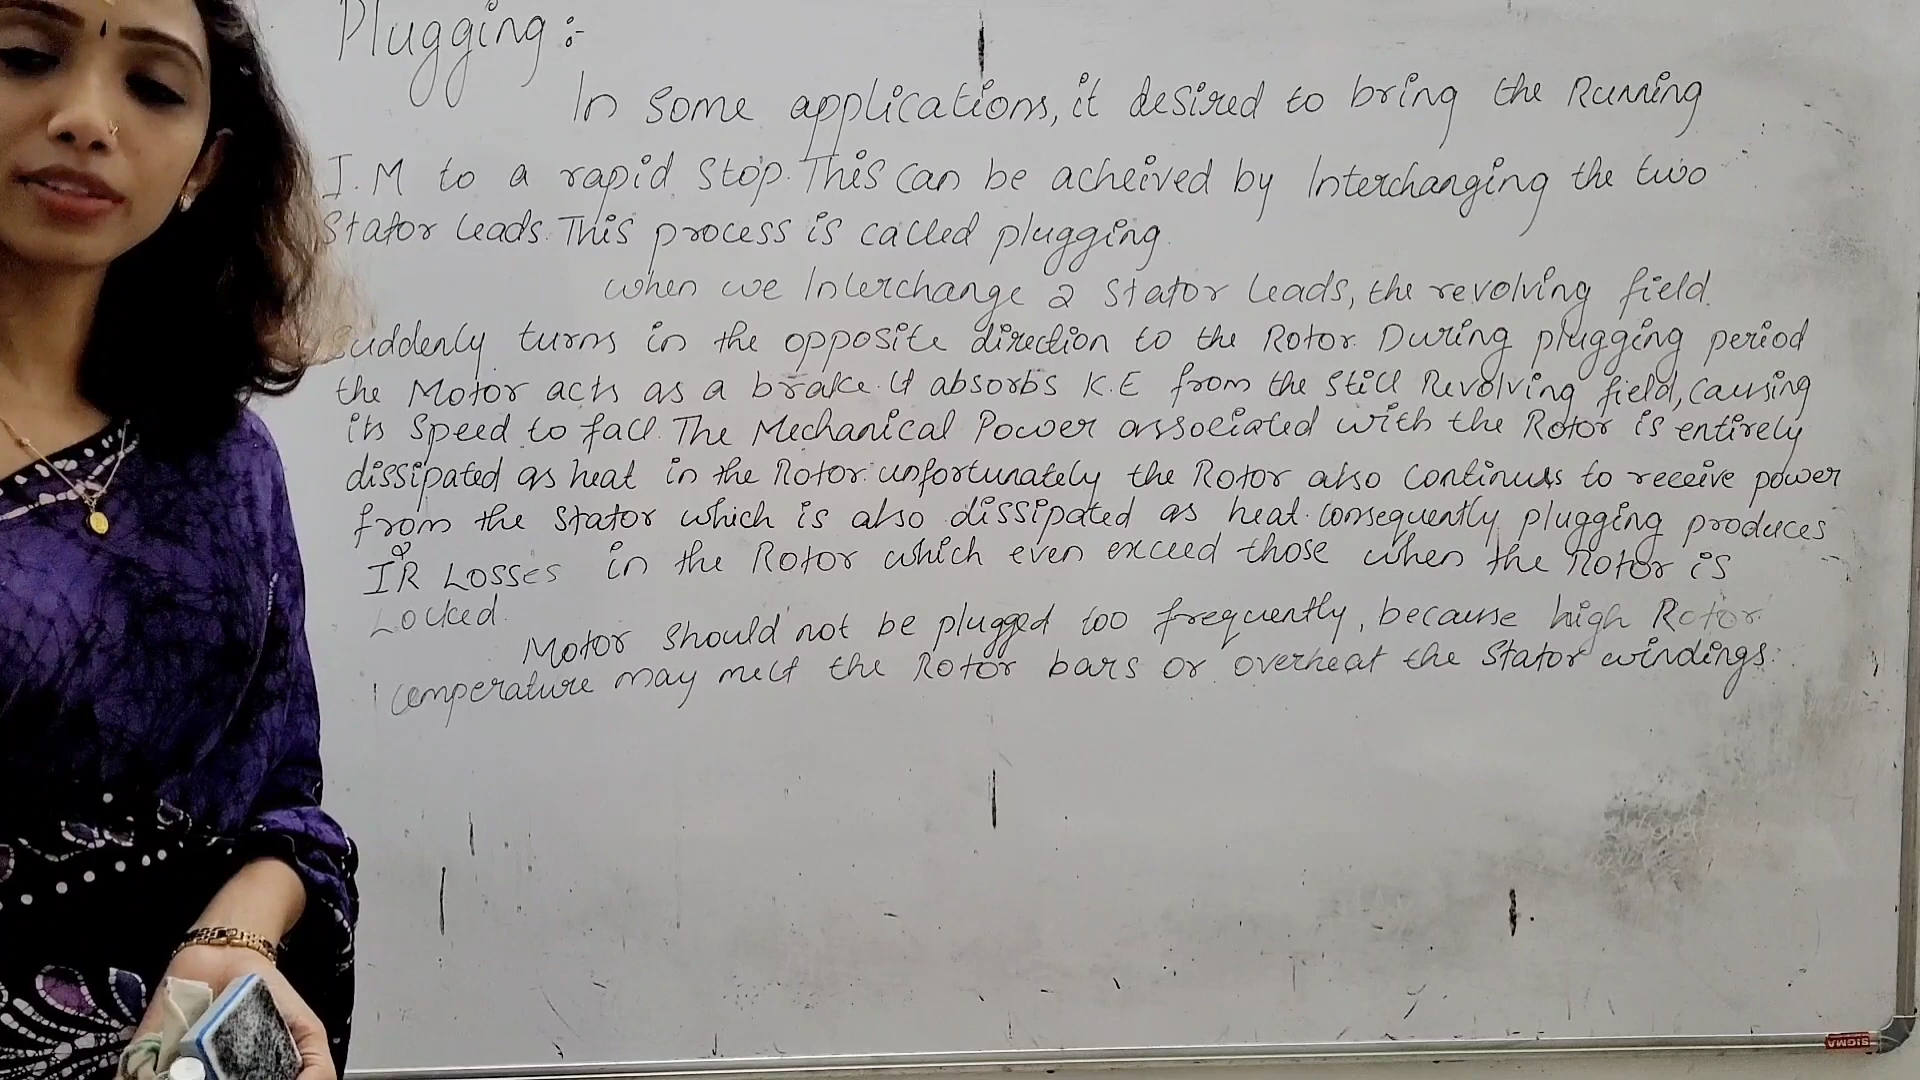 Plugging :-
In some applications, it desired to bring the Running
I.M to a rapid stop. This can be acheived by Interchanging the two
Stator leads. This process is called plugging.
when we Interchange 2 Stator leads, the revolving field.
Suddenly turns in the opposite direction to the Rotor. During plugging period
the Motor acts as a brake. It absorbs K.E from the still Revolving field, causing
its Speed to fall. The Mechanical Power associated with the Rotor is entirely
dissipated as heat in the Rotor. unfortunately the Rotor also continues to receive power
from the Stator which is also dissipated as heat. consequently plugging produces
I²R Losses in the Rotor which even exceed those when the Rotor is
Locked.
Motor should not be plugged too frequently, because high Rotor
temperature may melt the Rotor bars or overheat the Stator windings.
SIGMA